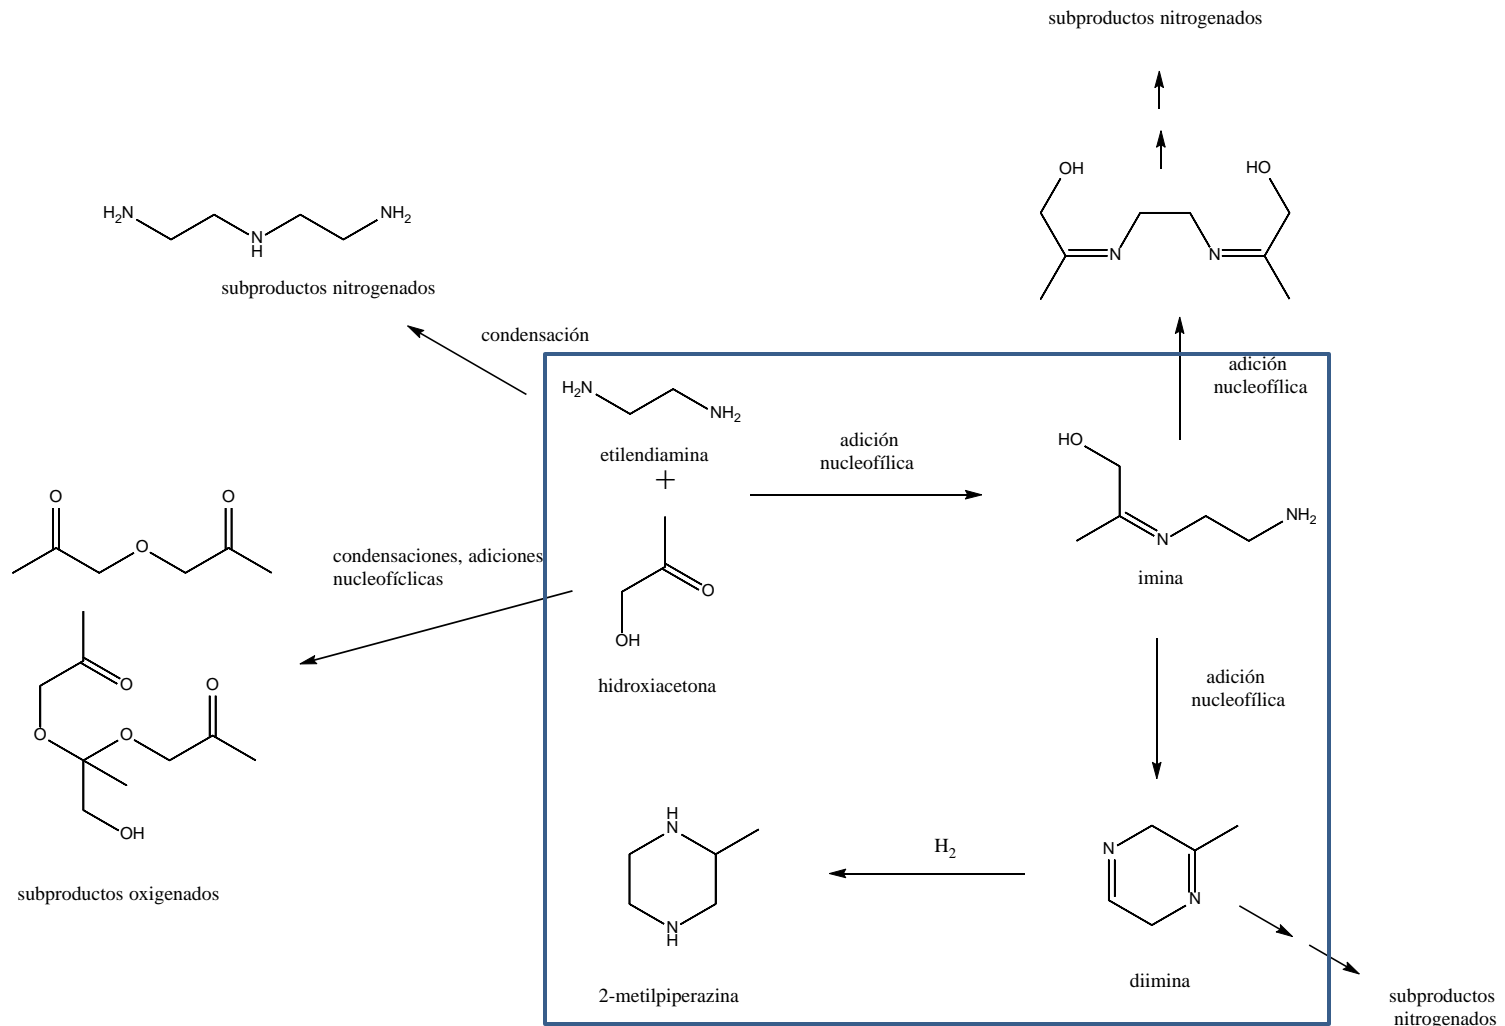 subproductos nitrogenados
OH
HO
N
N
H₂N
N
H
NH₂
subproductos nitrogenados
condensación
adición
nucleofílica
H₂N
NH₂
etilendiamina
+
adición
nucleofílica
HO
N
NH₂
imina
O
O
O
condensaciones, adiciones
nucleofíclicas
O
OH
hidroxiacetona
adición
nucleofílica
O
O
O
O
OH
subproductos oxigenados
H
N
N
H
2-metilpiperazina
H₂
N
N
diimina
subproductos
nitrogenados